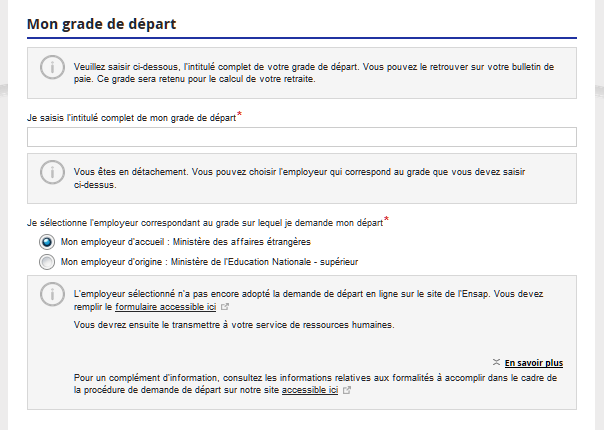 Mon grade de départ
Veuillez saisir ci-dessous, l'intitulé complet de votre grade de départ. Vous pouvez le retrouver sur votre bulletin de
paie. Ce grade sera retenu pour le calcul de votre retraite.
Je saisis l'intitulé complet de mon grade de départ*
Vous êtes en détachement. Vous pouvez choisir l'employeur qui correspond au grade que vous devez saisir
ci-dessus.
Je sélectionne l'employeur correspondant au grade sur lequel je demande mon départ*
Mon employeur d'accueil : Ministère des affaires étrangères
Mon employeur d'origine : Ministère de l'Education Nationale - supérieur
L'employeur sélectionné n'a pas encore adopté la demande de départ en ligne sur le site de l'Ensap. Vous devez
remplir le formulaire accessible ici
Vous devrez ensuite le transmettre à votre service de ressources humaines.
En savoir plus
Pour un complément d'information, consultez les informations relatives aux formalités à accomplir dans le cadre de
la procédure de demande de départ sur notre site accessible ici